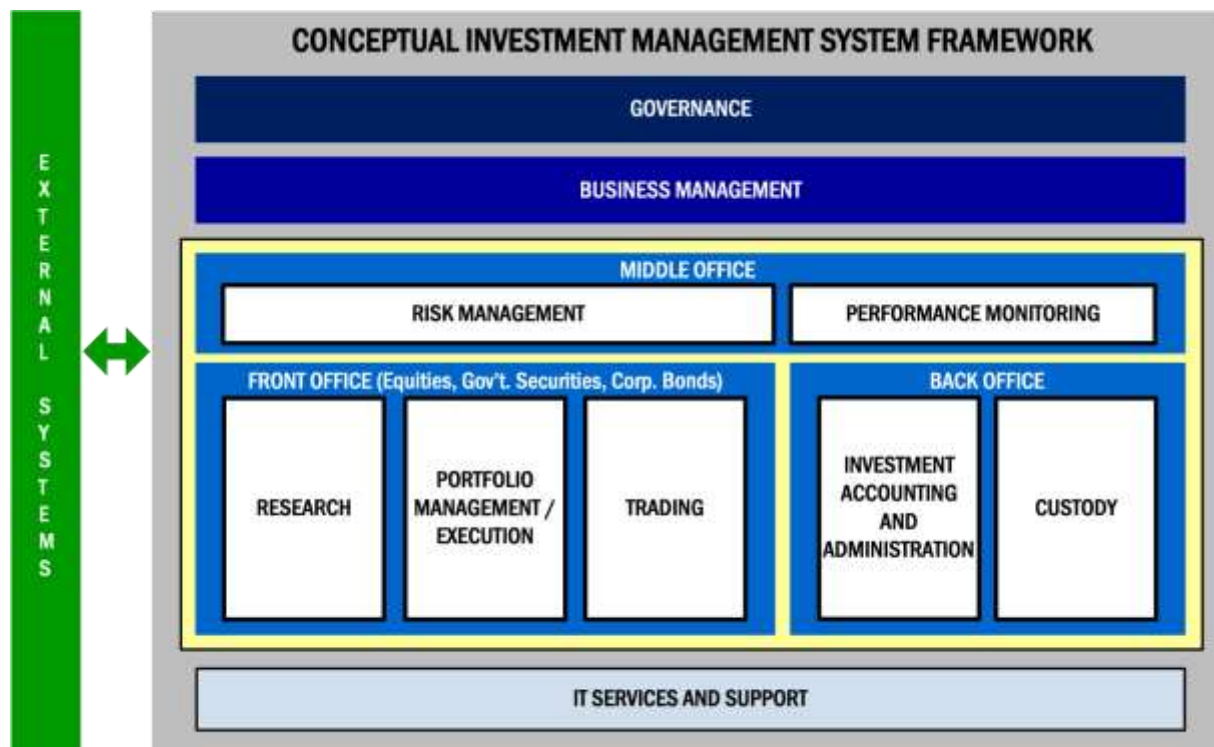 CONCEPTUAL INVESTMENT MANAGEMENT SYSTEM FRAMEWORK
EXTERNAL SYSTEMS
GOVERNANCE
BUSINESS MANAGEMENT
MIDDLE OFFICE
RISK MANAGEMENT
PERFORMANCE MONITORING
FRONT OFFICE (Equities, Gov't. Securities, Corp. Bonds)
RESEARCH
PORTFOLIO
MANAGEMENT /
EXECUTION
TRADING
BACK OFFICE
INVESTMENT
ACCOUNTING
AND
ADMINISTRATION
CUSTODY
IT SERVICES AND SUPPORT